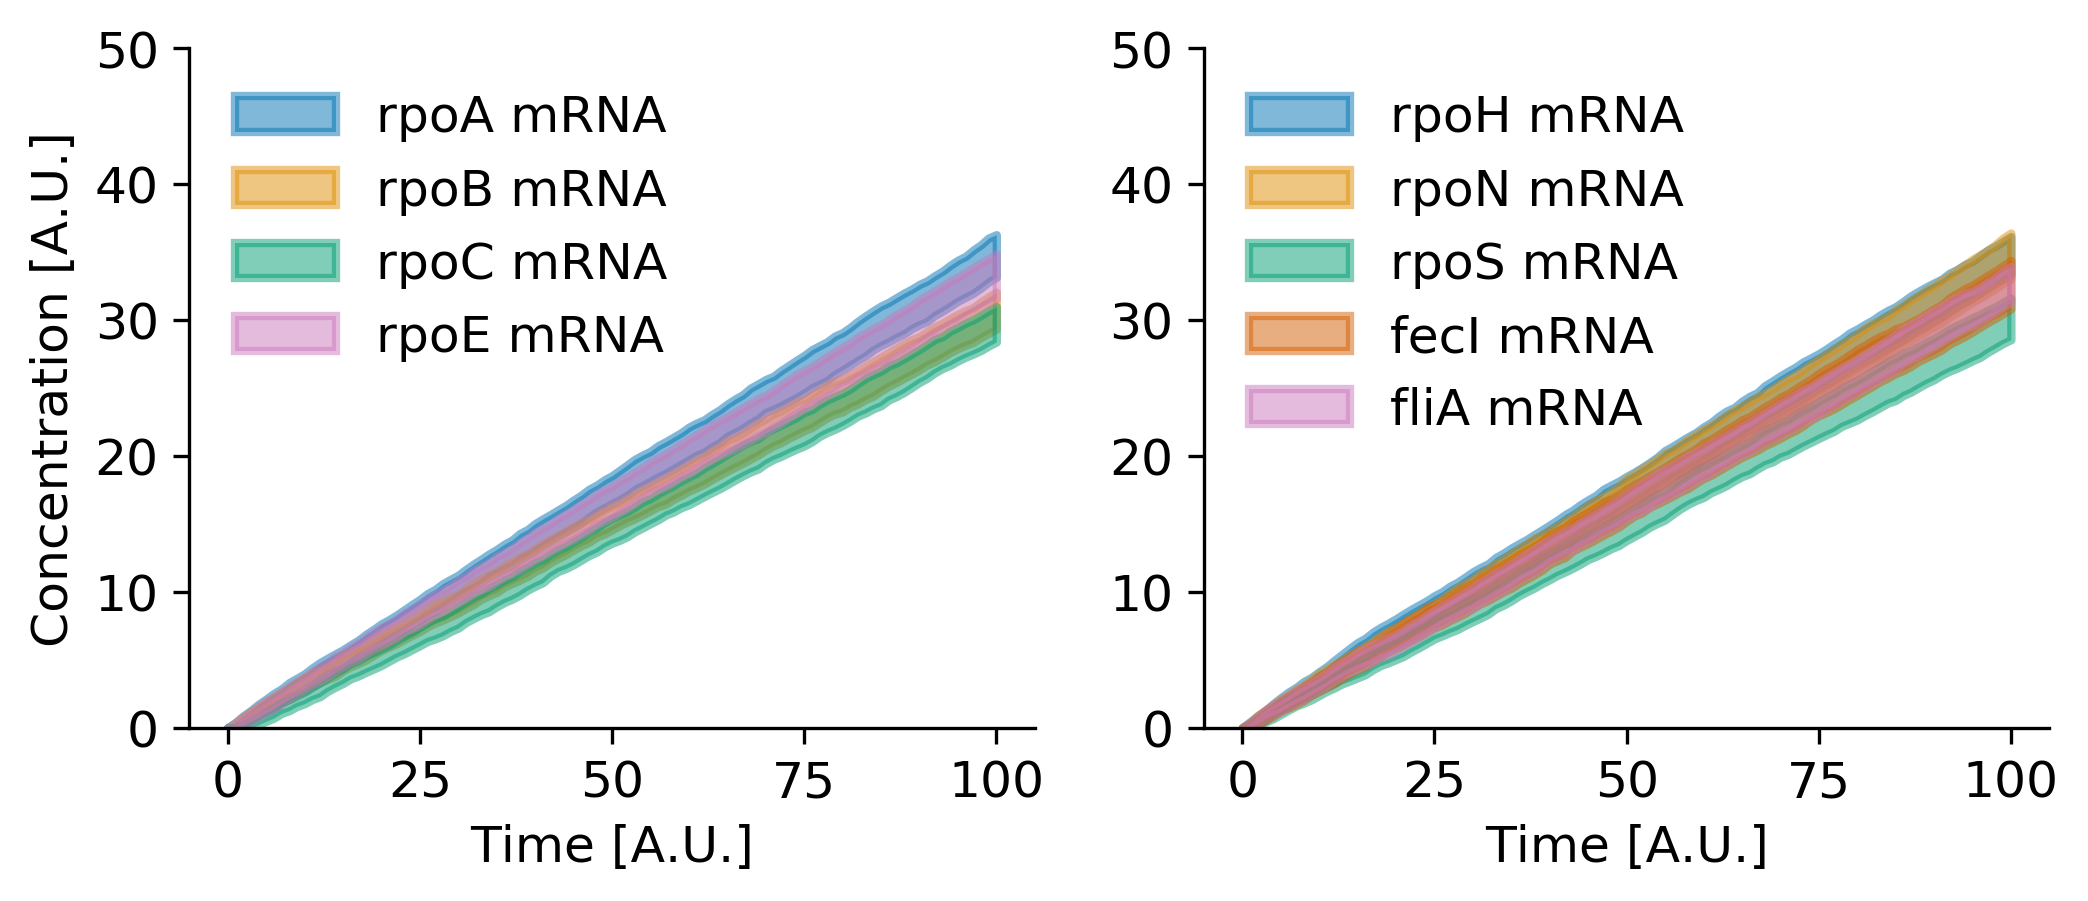 Concentration [A.U.]
50
40
30
20
10
0
rpoA mRNA
rpoB mRNA
rpoC mRNA
rpoE mRNA
0 25 50 75 100
Time [A.U.]
50
40
30
20
10
0
rpoH mRNA
rpoN mRNA
rpoS mRNA
fecI mRNA
fliA mRNA
0 25 50 75 100
Time [A.U.]